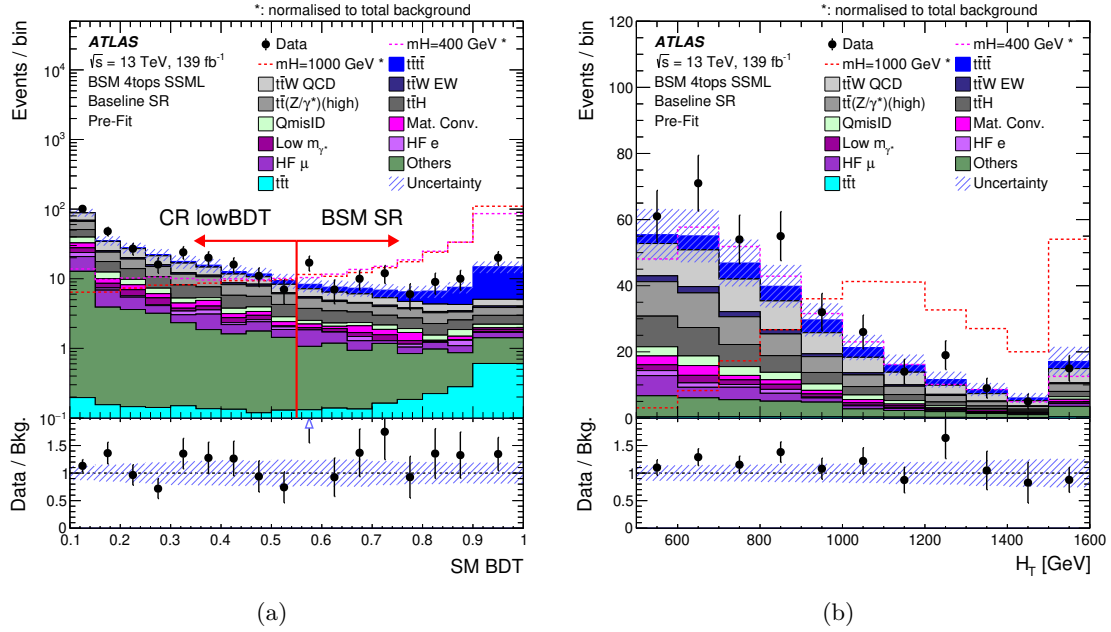 *: normalised to total background
Events / bin
10⁴
10³
10²
10
1
10⁻¹
ATLAS
√s = 13 TeV, 139 fb⁻¹
BSM 4tops SSML
Baseline SR
Pre-Fit
Data
mH=1000 GeV *
tt̄W QCD
tt̄(Z/γ*)(high)
QmisID
Low m_γ*
HF μ
tt̄t
mH=400 GeV *
tt̄tt̄
tt̄W EW
tt̄H
Mat. Conv.
HF e
Others
Uncertainty
CR lowBDT
BSM SR
Data / Bkg.
1.5
1
0.5
0
0.1 0.2 0.3 0.4 0.5 0.6 0.7 0.8 0.9 1
SM BDT
(a)
*: normalised to total background
Events / bin
120
100
80
60
40
20
0
ATLAS
√s = 13 TeV, 139 fb⁻¹
BSM 4tops SSML
Baseline SR
Pre-Fit
Data
mH=1000 GeV *
tt̄W QCD
tt̄(Z/γ*)(high)
QmisID
Low m_γ*
HF μ
tt̄t
mH=400 GeV *
tt̄tt̄
tt̄W EW
tt̄H
Mat. Conv.
HF e
Others
Uncertainty
Data / Bkg.
1.5
1
0.5
0
600 800 1000 1200 1400 1600
H_T [GeV]
(b)